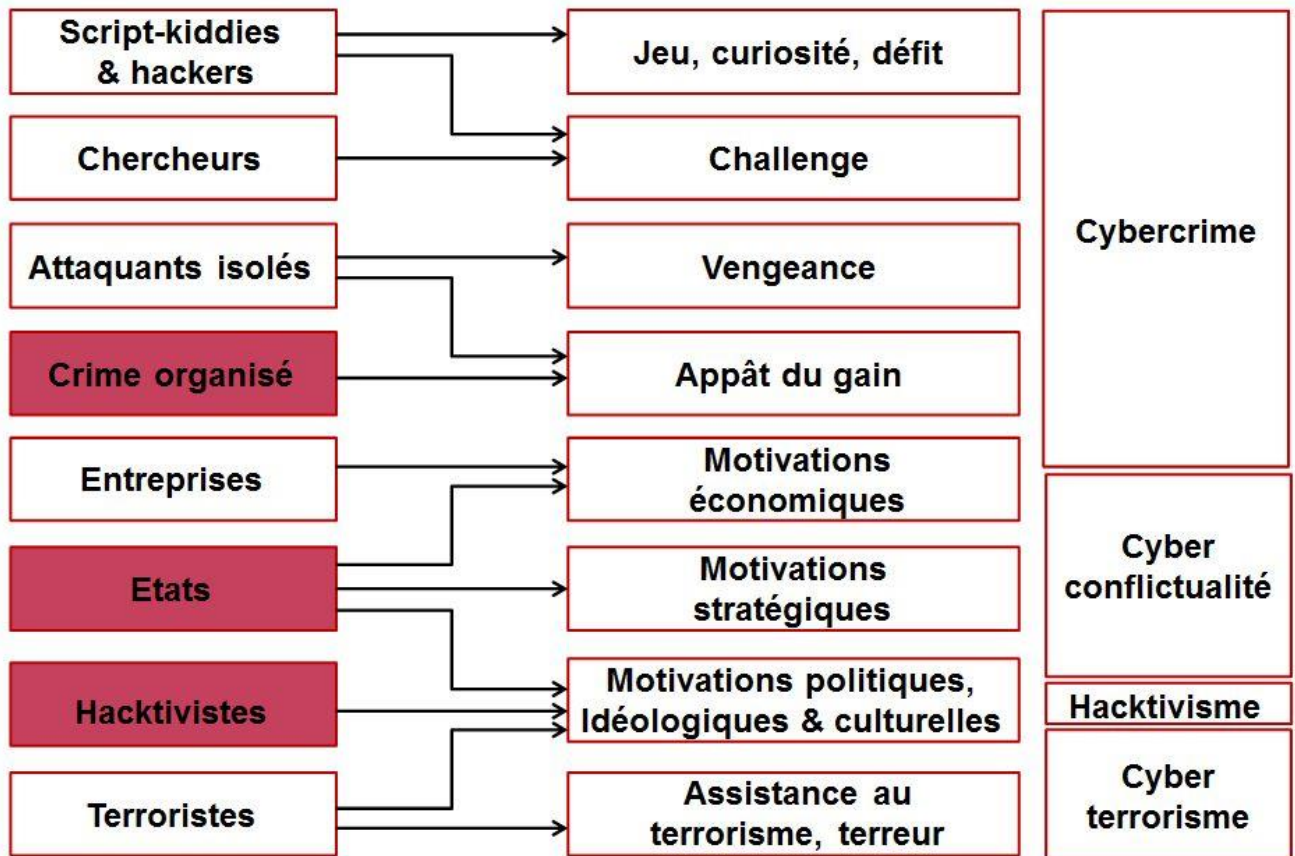 Script-kiddies
& hackers
Jeu, curiosité, défit
Chercheurs
Challenge
Attaquants isolés
Vengeance
Crime organisé
Appât du gain
Entreprises
Motivations
économiques
Etats
Motivations
stratégiques
Hacktivistes
Motivations politiques,
Idéologiques & culturelles
Terroristes
Assistance au
terrorisme, terreur
Cybercrime
Cyber
conflictualité
Hacktivisme
Cyber
terrorisme